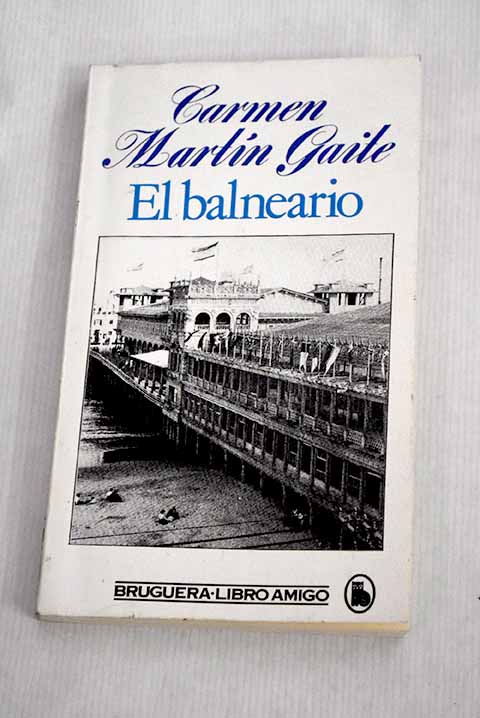 Carmen
Martín Gaite
El balneario
BRUGUERA·LIBRO AMIGO